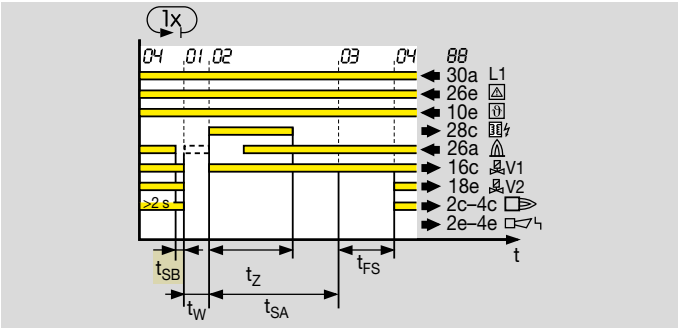 1x
04 01 02 03 04 88
30a L1
26e
10e
28c
26a
16c V1
18e V2
>2 s 2c–4c
2e–4e
t
tSB tZ tFS
tW tSA